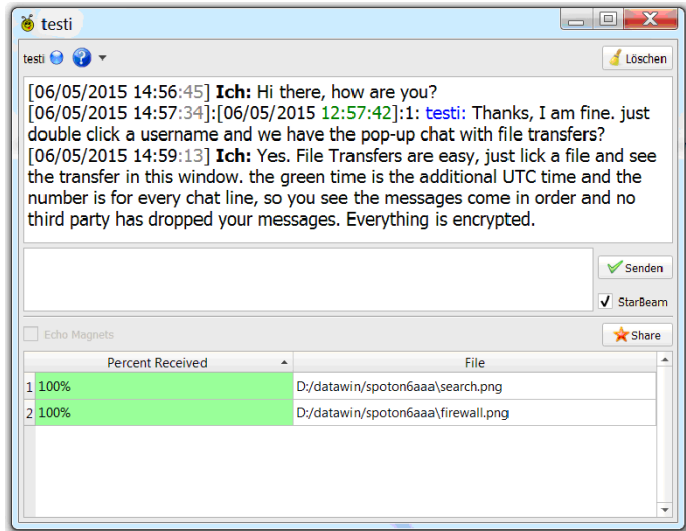 testi
testi
Löschen
[06/05/2015 14:56:45] Ich: Hi there, how are you?
[06/05/2015 14:57:34]:[06/05/2015 12:57:42]:1: testi: Thanks, I am fine. just
double click a username and we have the pop-up chat with file transfers?
[06/05/2015 14:59:13] Ich: Yes. File Transfers are easy, just lick a file and see
the transfer in this window. the green time is the additional UTC time and the
number is for every chat line, so you see the messages come in order and no
third party has dropped your messages. Everything is encrypted.
Senden
StarBeam
Echo Magnets
Share
Percent Received File
1 100% D:/datawin/spoton6aaa\search.png
2 100% D:/datawin/spoton6aaa\firewall.png